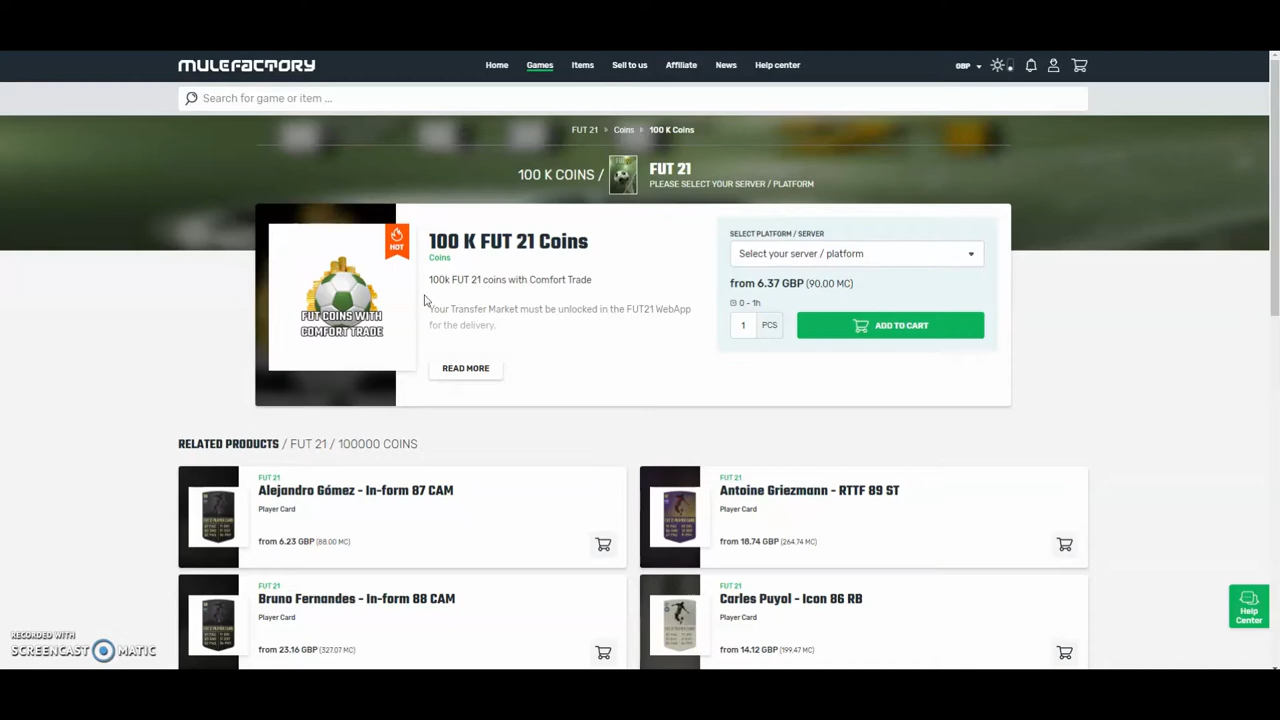 MULEFACTORY
Home Games Items Sell to us Affiliate News Help center
GBP
Search for game or item ...
FUT 21 Coins 100 K Coins
100 K COINS /
FUT 21
PLEASE SELECT YOUR SERVER / PLATFORM
HOT
FUT COINS WITH
COMFORT TRADE
100 K FUT 21 Coins
Coins
100k FUT 21 coins with Comfort Trade
Your Transfer Market must be unlocked in the FUT21 WebApp
for the delivery.
READ MORE
SELECT PLATFORM / SERVER
Select your server / platform
from 6.37 GBP (90.00 MC)
0 - 1h
1 PCS
ADD TO CART
RELATED PRODUCTS / FUT 21 / 100000 COINS
FUT 21
Alejandro Gómez - In-form 87 CAM
Player Card
from 6.23 GBP (88.00 MC)
FUT 21
Antoine Griezmann - RTTF 89 ST
Player Card
from 18.74 GBP (264.74 MC)
FUT 21
Bruno Fernandes - In-form 88 CAM
Player Card
from 23.16 GBP (327.07 MC)
FUT 21
Carles Puyol - Icon 86 RB
Player Card
from 14.12 GBP (199.47 MC)
Help
Center
RECORDED WITH
SCREENCAST MATIC